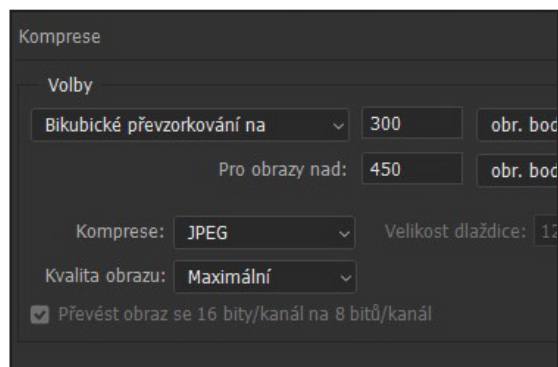 Komprese
Volby
Bikubické převzorkování na 300 obr. bod
Pro obrazy nad: 450 obr. bod
Komprese: JPEG Velikost dlaždice: 12
Kvalita obrazu: Maximální
Převést obraz se 16 bity/kanál na 8 bitů/kanál